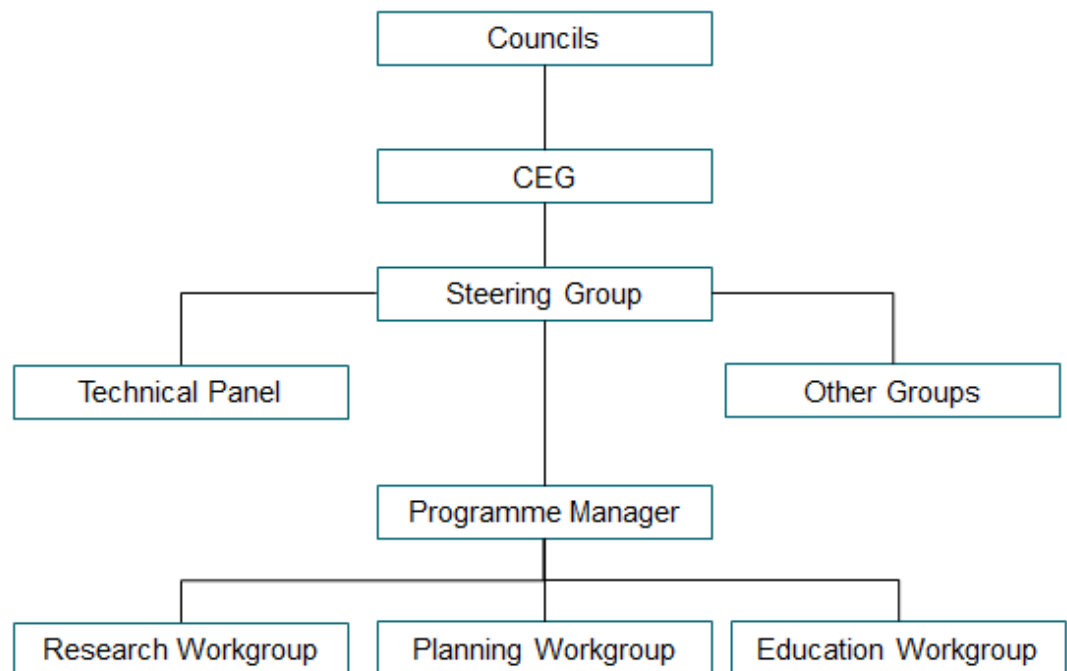 Councils
CEG
Steering Group
Technical Panel
Other Groups
Programme Manager
Research Workgroup
Planning Workgroup
Education Workgroup